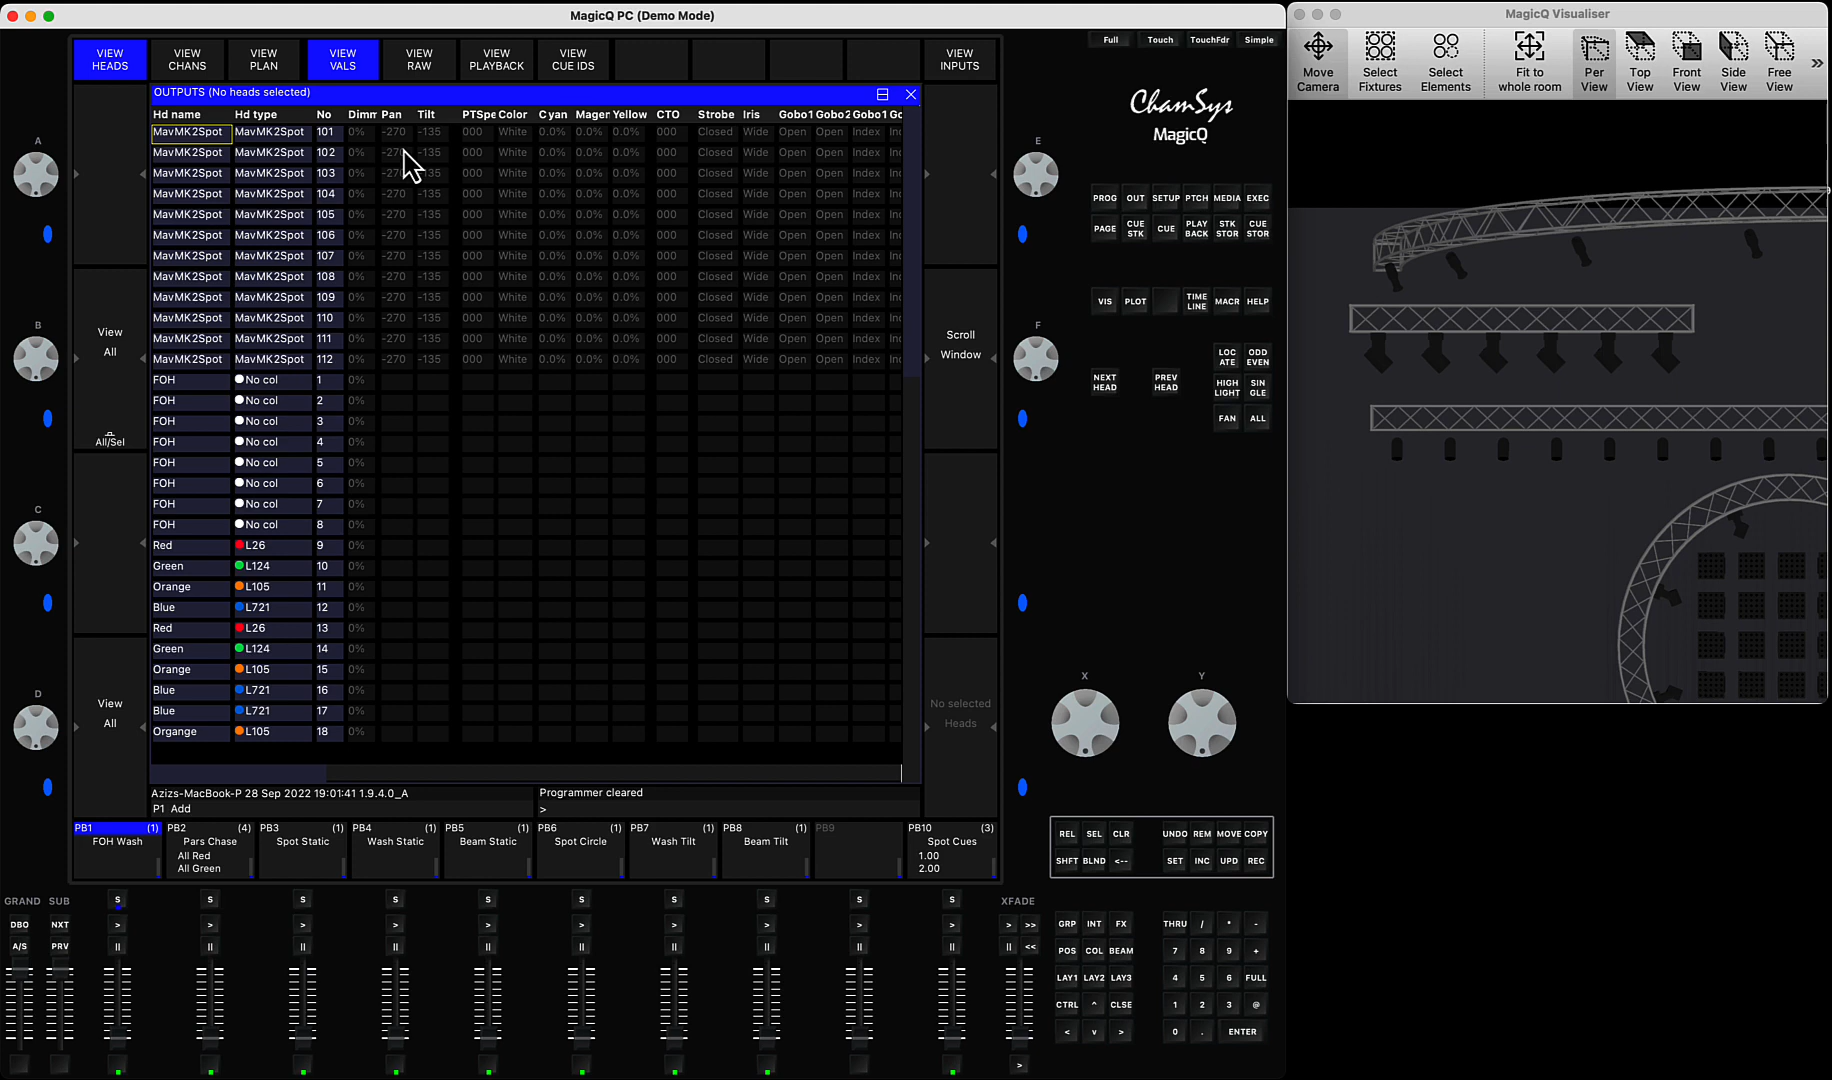 MagicQ PC (Demo Mode)
MagicQ Visualiser
VIEW HEADS
VIEW CHANS
VIEW PLAN
VIEW VALS
VIEW RAW
VIEW PLAYBACK
VIEW CUE IDS
VIEW INPUTS
Full Touch TouchFdr Simple
Move Camera
Select Fixtures
Select Elements
Fit to whole room
Per View
Top View
Front View
Side View
Free View
»
OUTPUTS (No heads selected)
Hd name Hd type No Dimm Pan Tilt PTSpe Color Cyan Mager Yellow CTO Strobe Iris Gobo1 Gobo2 Gobo1 Gc
MavMK2Spot MavMK2Spot 101 0% -270 -135 000 White 0.0% 0.0% 0.0% 000 Closed Wide Open Open Index Inc
MavMK2Spot MavMK2Spot 102 0% -270 -135 000 White 0.0% 0.0% 0.0% 000 Closed Wide Open Open Index Inc
MavMK2Spot MavMK2Spot 103 0% -27 35 000 White 0.0% 0.0% 0.0% 000 Closed Wide Open Open Index Inc
MavMK2Spot MavMK2Spot 104 0% -270 -135 000 White 0.0% 0.0% 0.0% 000 Closed Wide Open Open Index Inc
MavMK2Spot MavMK2Spot 105 0% -270 -135 000 White 0.0% 0.0% 0.0% 000 Closed Wide Open Open Index Inc
MavMK2Spot MavMK2Spot 106 0% -270 -135 000 White 0.0% 0.0% 0.0% 000 Closed Wide Open Open Index Inc
MavMK2Spot MavMK2Spot 107 0% -270 -135 000 White 0.0% 0.0% 0.0% 000 Closed Wide Open Open Index Inc
MavMK2Spot MavMK2Spot 108 0% -270 -135 000 White 0.0% 0.0% 0.0% 000 Closed Wide Open Open Index Inc
MavMK2Spot MavMK2Spot 109 0% -270 -135 000 White 0.0% 0.0% 0.0% 000 Closed Wide Open Open Index Inc
MavMK2Spot MavMK2Spot 110 0% -270 -135 000 White 0.0% 0.0% 0.0% 000 Closed Wide Open Open Index Inc
MavMK2Spot MavMK2Spot 111 0% -270 -135 000 White 0.0% 0.0% 0.0% 000 Closed Wide Open Open Index Inc
MavMK2Spot MavMK2Spot 112 0% -270 -135 000 White 0.0% 0.0% 0.0% 000 Closed Wide Open Open Index Inc
FOH No col 1 0%
FOH No col 2 0%
FOH No col 3 0%
FOH No col 4 0%
FOH No col 5 0%
FOH No col 6 0%
FOH No col 7 0%
FOH No col 8 0%
Red L26 9 0%
Green L124 10 0%
Orange L105 11 0%
Blue L721 12 0%
Red L26 13 0%
Green L124 14 0%
Orange L105 15 0%
Blue L721 16 0%
Blue L721 17 0%
Organge L105 18 0%
A
B
C
D
View
All
All/Sel
View
All
Scroll
Window
No selected
Heads
E
F
X Y
ChamSys
MagicQ
PROG OUT SETUP PTCH MEDIA EXEC
PAGE CUE STK CUE PLAY BACK STK STOR CUE STOR
VIS PLOT TIME LINE MACR HELP
LOC ATE ODD EVEN
NEXT HEAD PREV HEAD HIGH LIGHT SIN GLE
FAN ALL
Azizs-MacBook-P 28 Sep 2022 19:01:41 1.9.4.0_A
Programmer cleared
P1 Add
>
PB1 (1) PB2 (4) PB3 (1) PB4 (1) PB5 (1) PB6 (1) PB7 (1) PB8 (1) PB9 PB10 (3)
FOH Wash Pars Chase Spot Static Wash Static Beam Static Spot Circle Wash Tilt Beam Tilt Spot Cues
All Red 1.00
All Green 2.00
REL SEL CLR UNDO REM MOVE COPY
SHFT BLND <-- SET INC UPD REC
GRAND SUB S S S S S S S S S S XFADE
DBO NXT > > > > > > > > > > > >>
A/S PRV II II II II II II II II II II II <<
>
GRP INT FX THRU / * -
POS COL BEAM 7 8 9 +
LAY1 LAY2 LAY3 4 5 6 FULL
CTRL ^ CLSE 1 2 3 @
< v > 0 . ENTER